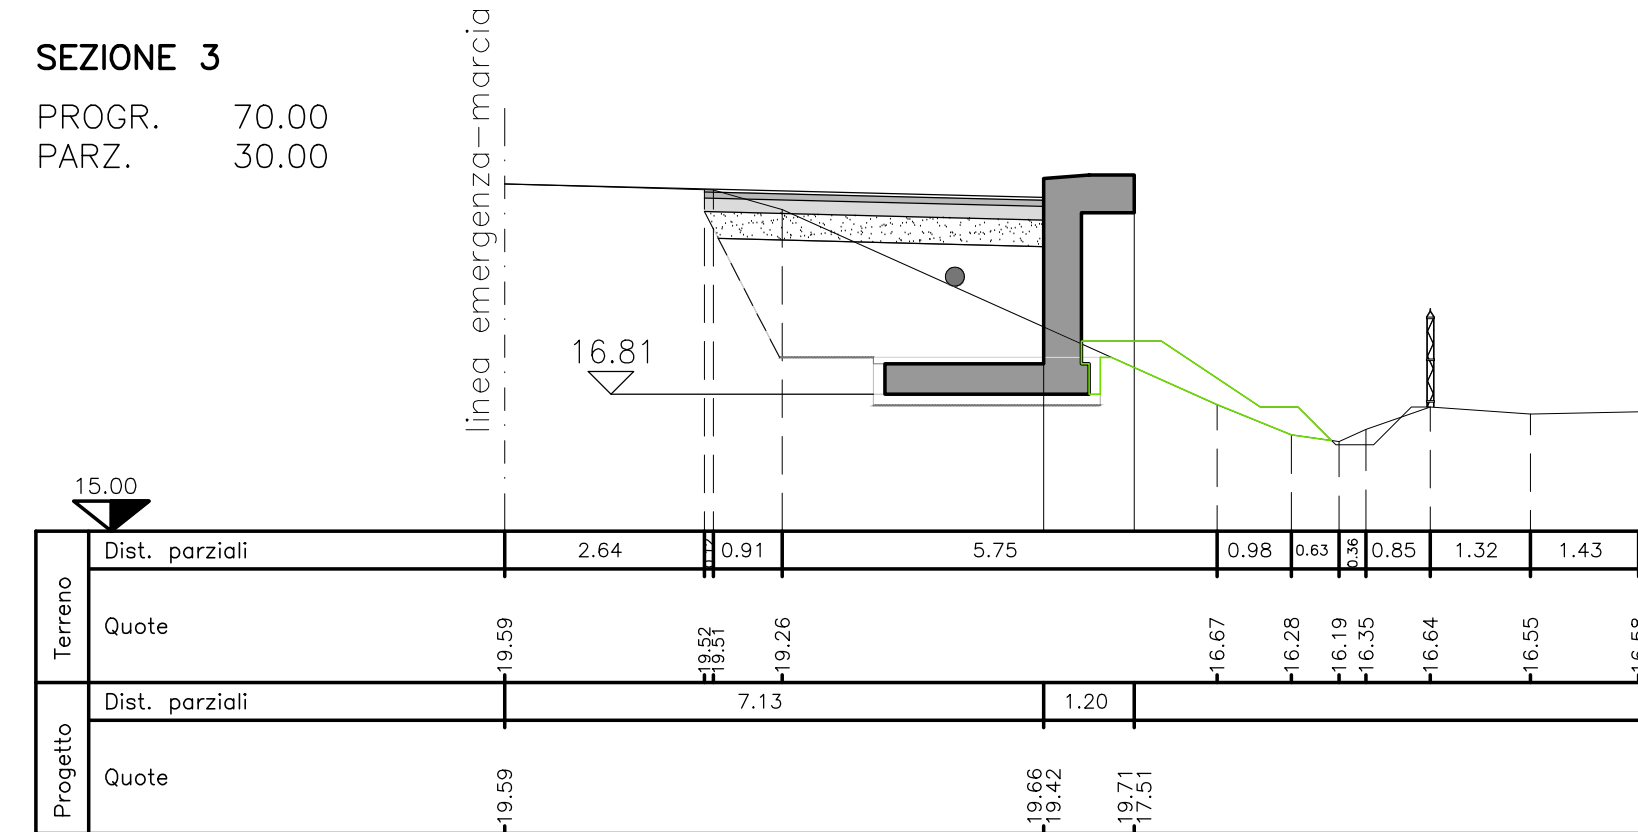 SEZIONE 3
PROGR. 70.00
PARZ. 30.00
linea emergenza-marcia
16.81
15.00
Terreno
Dist. parziali 2.64 0.91 5.75 0.98 0.63 0.36 0.85 1.32 1.43
Quote 19.59 19.52 19.51 19.26 16.67 16.28 16.19 16.35 16.64 16.55
Progetto
Dist. parziali 7.13 1.20
Quote 19.59 19.66 19.42 19.71 17.51